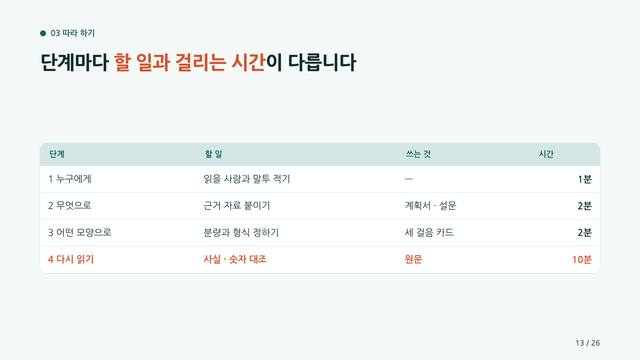 03 따라 하기
단계마다 할 일과 걸리는 시간이 다릅니다
단계 할 일 쓰는 것 시간
1 누구에게 읽을 사람과 말투 적기 — 1분
2 무엇으로 근거 자료 붙이기 계획서 · 설문 2분
3 어떤 모양으로 분량과 형식 정하기 세 걸음 카드 2분
4 다시 읽기 사실 · 숫자 대조 원문 10분
13 / 26